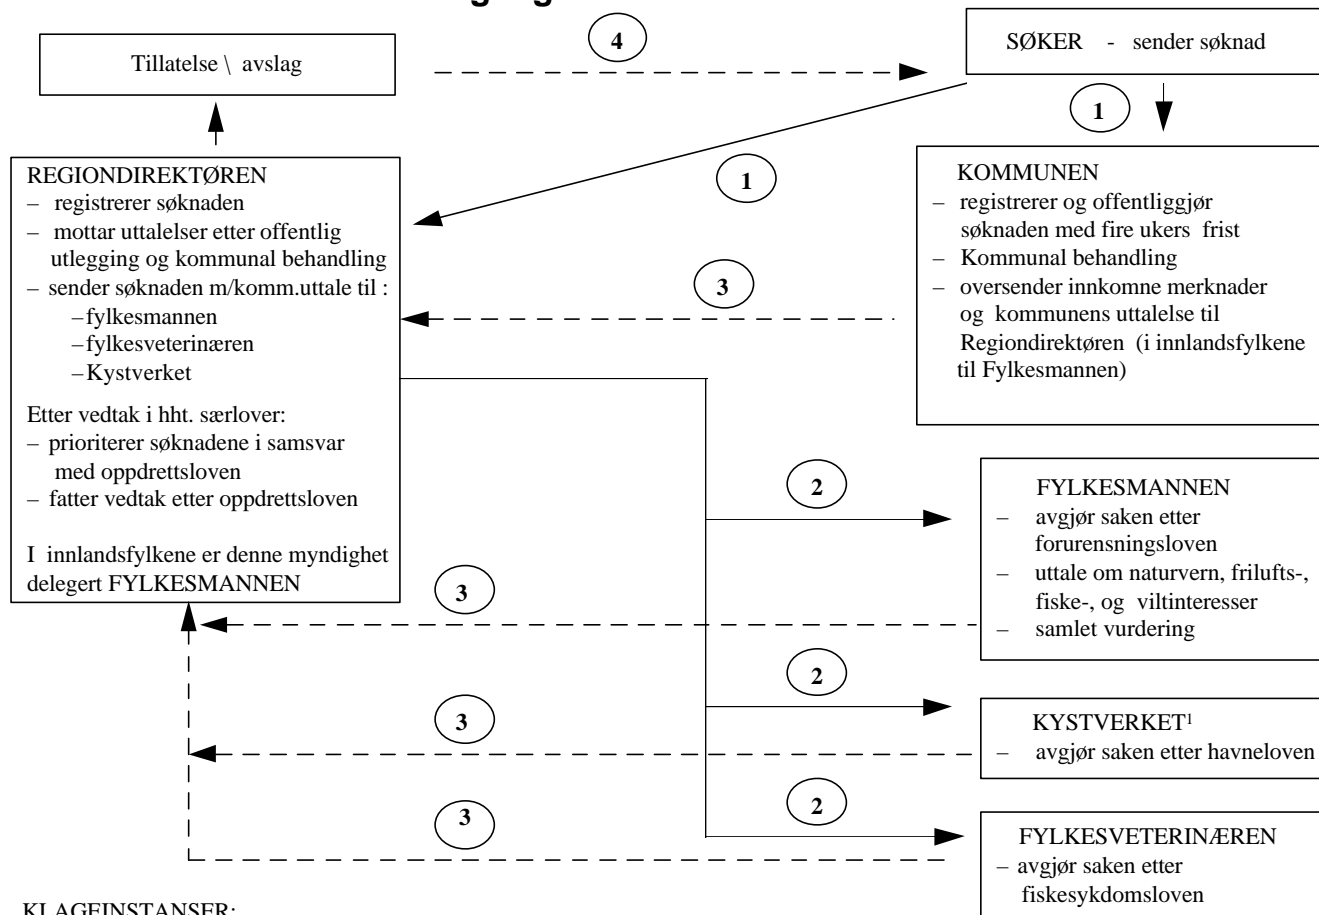 4
Tillatelse \ avslag
SØKER - sender søknad
1
1
REGIONDIREKTØREN
– registrerer søknaden
– mottar uttalelser etter offentlig
utlegging og kommunal behandling
– sender søknaden m/komm.uttale til :
–fylkesmannen
–fylkesveterinæren
–Kystverket
Etter vedtak i hht. særlover:
– prioriterer søknadene i samsvar
med oppdrettsloven
– fatter vedtak etter oppdrettsloven
I innlandsfylkene er denne myndighet
delegert FYLKESMANNEN
KOMMUNEN
– registrerer og offentliggjør
søknaden med fire ukers frist
– Kommunal behandling
– oversender innkomne merknader
og kommunens uttalelse til
Regiondirektøren (i innlandsfylkene
til Fylkesmannen)
3
2
FYLKESMANNEN
– avgjør saken etter
forurensningsloven
– uttale om naturvern, frilufts-,
fiske-, og viltinteresser
– samlet vurdering
3
2
KYSTVERKET¹
– avgjør saken etter havneloven
3
2
FYLKESVETERINÆREN
– avgjør saken etter
fiskesykdomsloven
3
KLAGEINSTANSER: